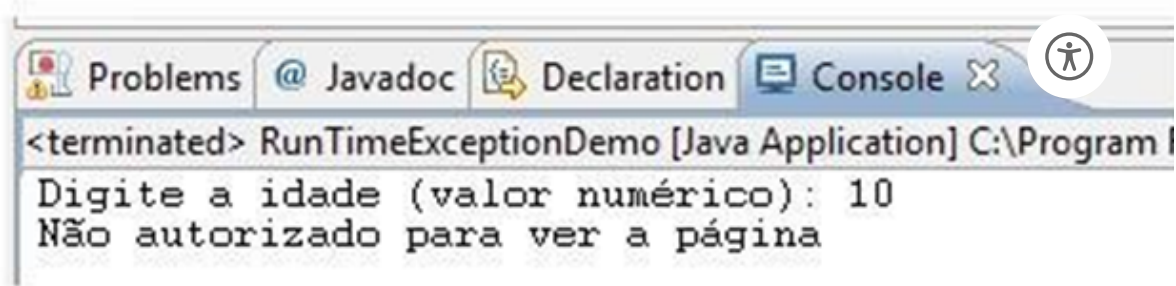 Problems @ Javadoc Declaration Console
<terminated> RunTimeExceptionDemo [Java Application] C:\Program
Digite a idade (valor numérico): 10
Não autorizado para ver a página